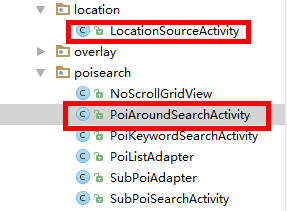 location
LocationSourceActivity
overlay
poisearch
NoScrollGridView
PoiAroundSearchActivity
PoiKeywordSearchActivity
PoiListAdapter
SubPoiAdapter
SubPoiSearchActivity